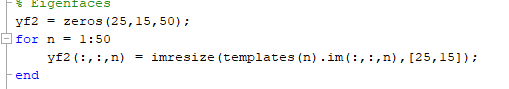 % Eigenfaces
yf2 = zeros(25,15,50);
for n = 1:50
yf2(:,:,n) = imresize(templates(n).im(:,:,n),[25,15]);
end